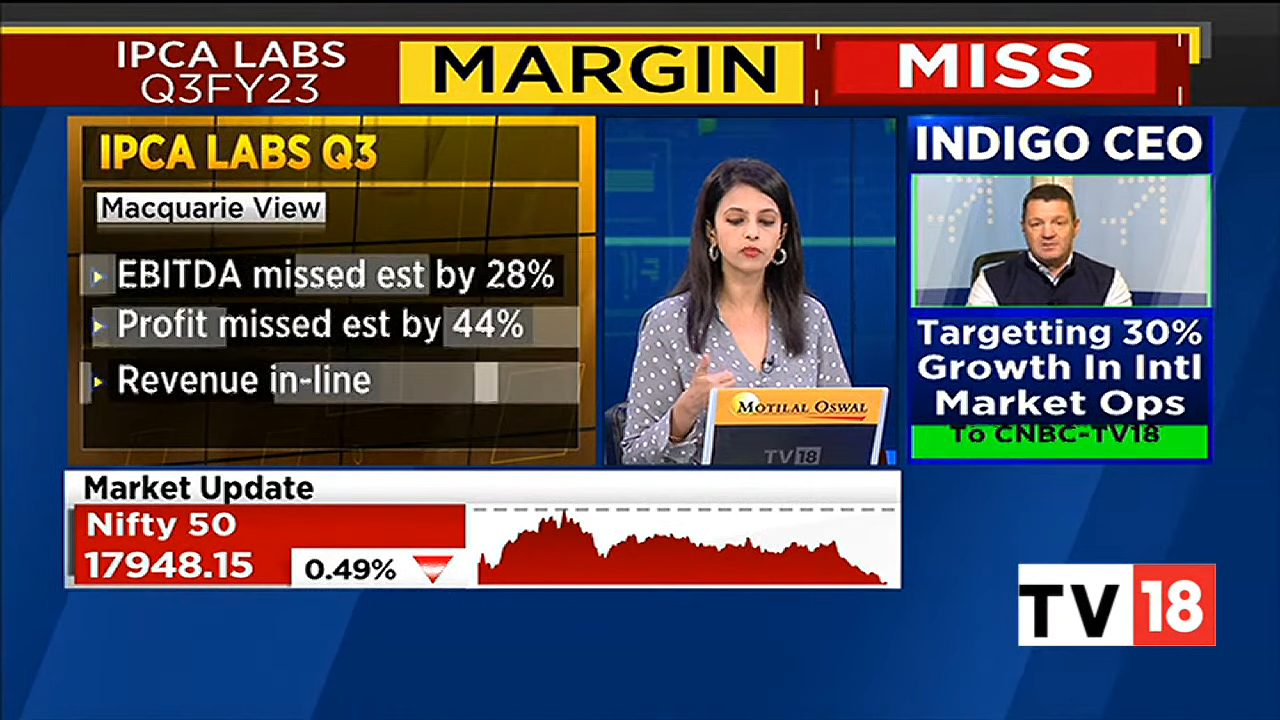 IPCA LABS
Q3FY23
MARGIN
MISS
IPCA LABS Q3
Macquarie View
EBITDA missed est by 28%
Profit missed est by 44%
Revenue in-line
MOTILAL OSWAL
TV18
INDIGO CEO
Targetting 30%
Growth In Intl
Market Ops
To CNBC-TV18
Market Update
Nifty 50
17948.15
0.49%
TV18